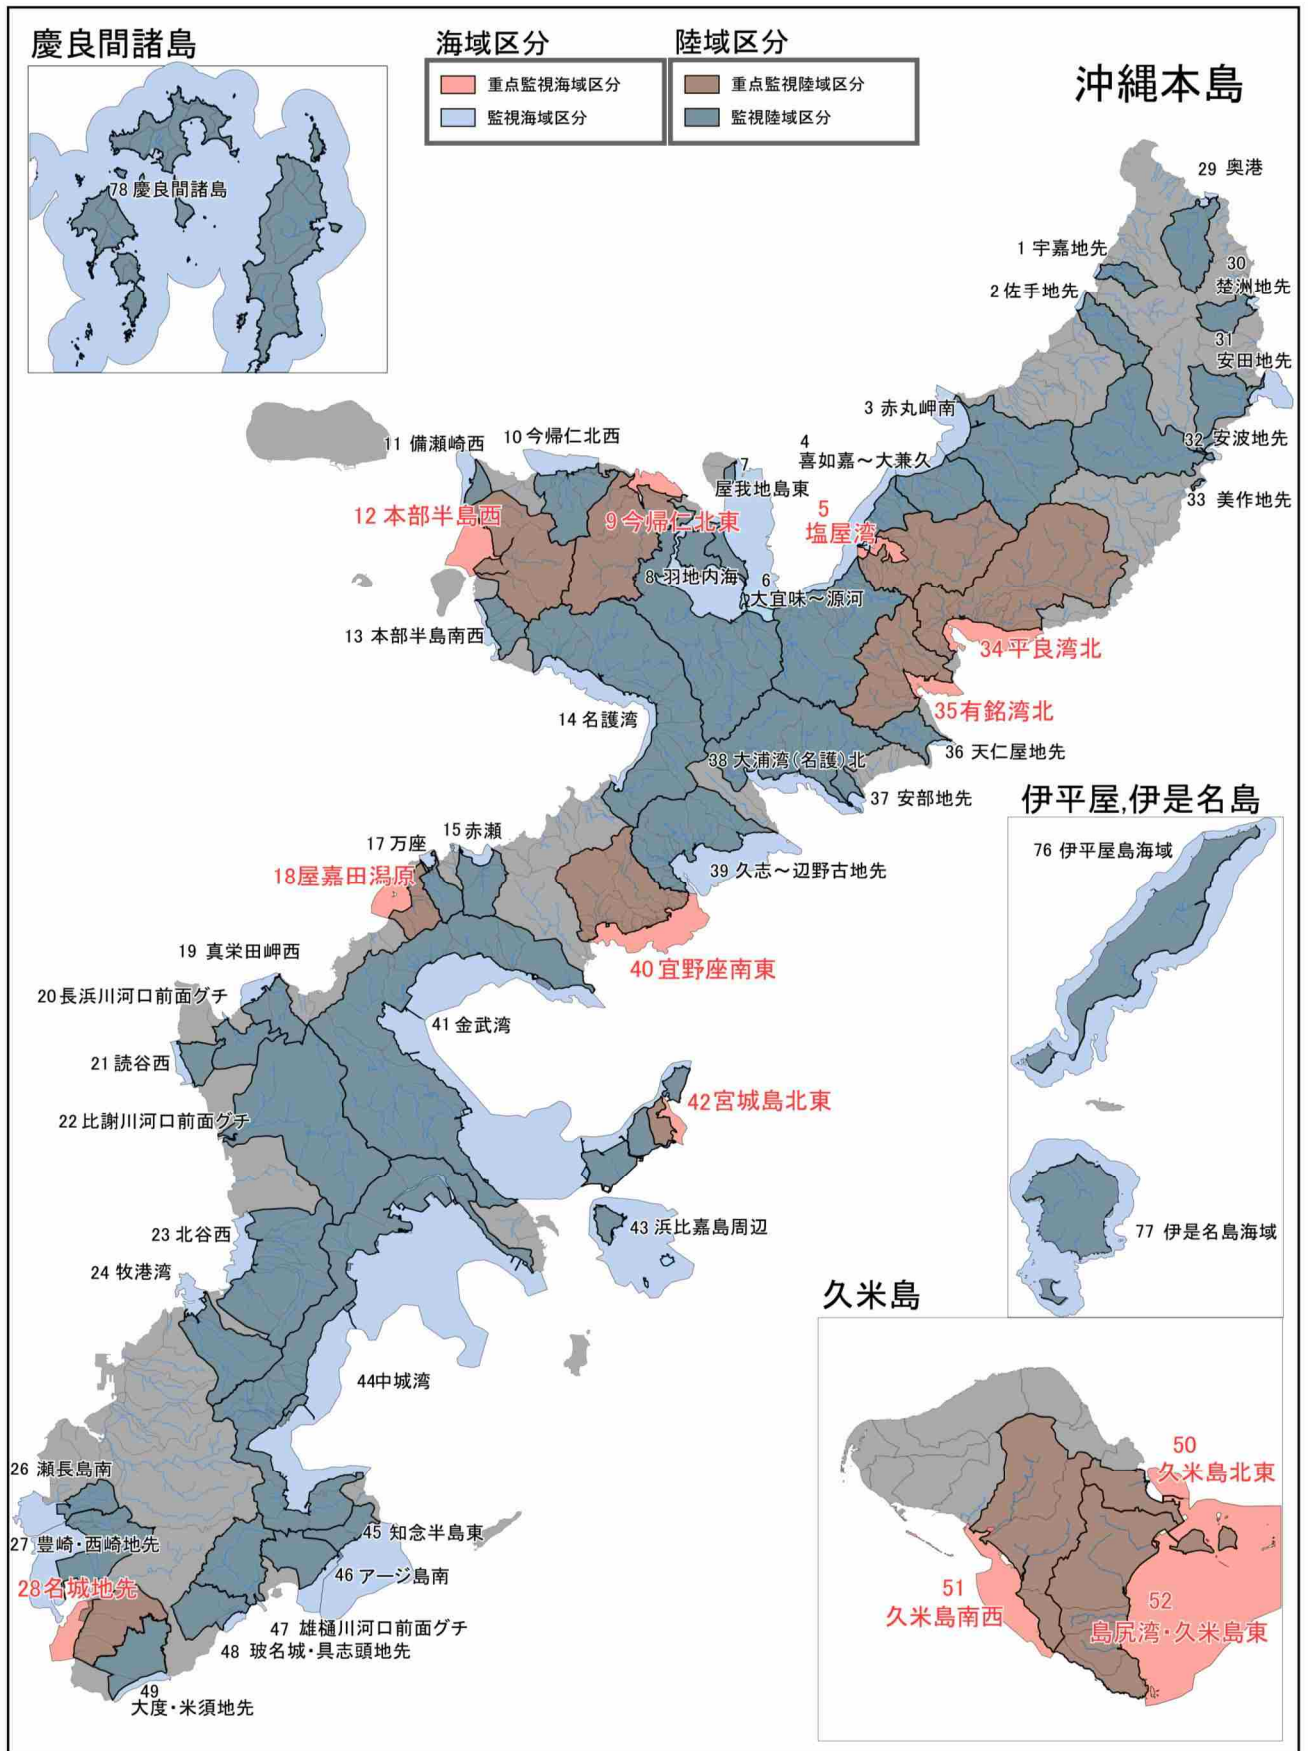 慶良間諸島
海域区分
陸域区分
重点監視海域区分
重点監視陸域区分
監視海域区分
監視陸域区分
沖縄本島
78 慶良間諸島
29 奥港
1 宇嘉地先
30
楚洲地先
2 佐手地先
31
安田地先
3 赤丸岬南
4
喜如嘉～大兼久
32 安波地先
33 美作地先
11 備瀬崎西
10 今帰仁北西
7
屋我地島東
5
塩屋湾
12 本部半島西
9 今帰仁北東
8 羽地内海
6
大宜味～源河
13 本部半島南西
34 平良湾北
35 有銘湾北
14 名護湾
36 天仁屋地先
38 大浦湾(名護)北
37 安部地先
伊平屋,伊是名島
76 伊平屋島海域
17 万座
15 赤瀬
18 屋嘉田潟原
39 久志～辺野古地先
40 宜野座南東
19 真栄田岬西
20 長浜川河口前面グチ
41 金武湾
21 読谷西
42 宮城島北東
22 比謝川河口前面グチ
23 北谷西
43 浜比嘉島周辺
77 伊是名島海域
24 牧港湾
久米島
44 中城湾
26 瀬長島南
50
久米島北東
27 豊崎・西崎地先
45 知念半島東
28 名城地先
46 アージ島南
51
久米島南西
52
島尻湾・久米島東
47 雄樋川河口前面グチ
48 玻名城・具志頭地先
49
大度・米須地先